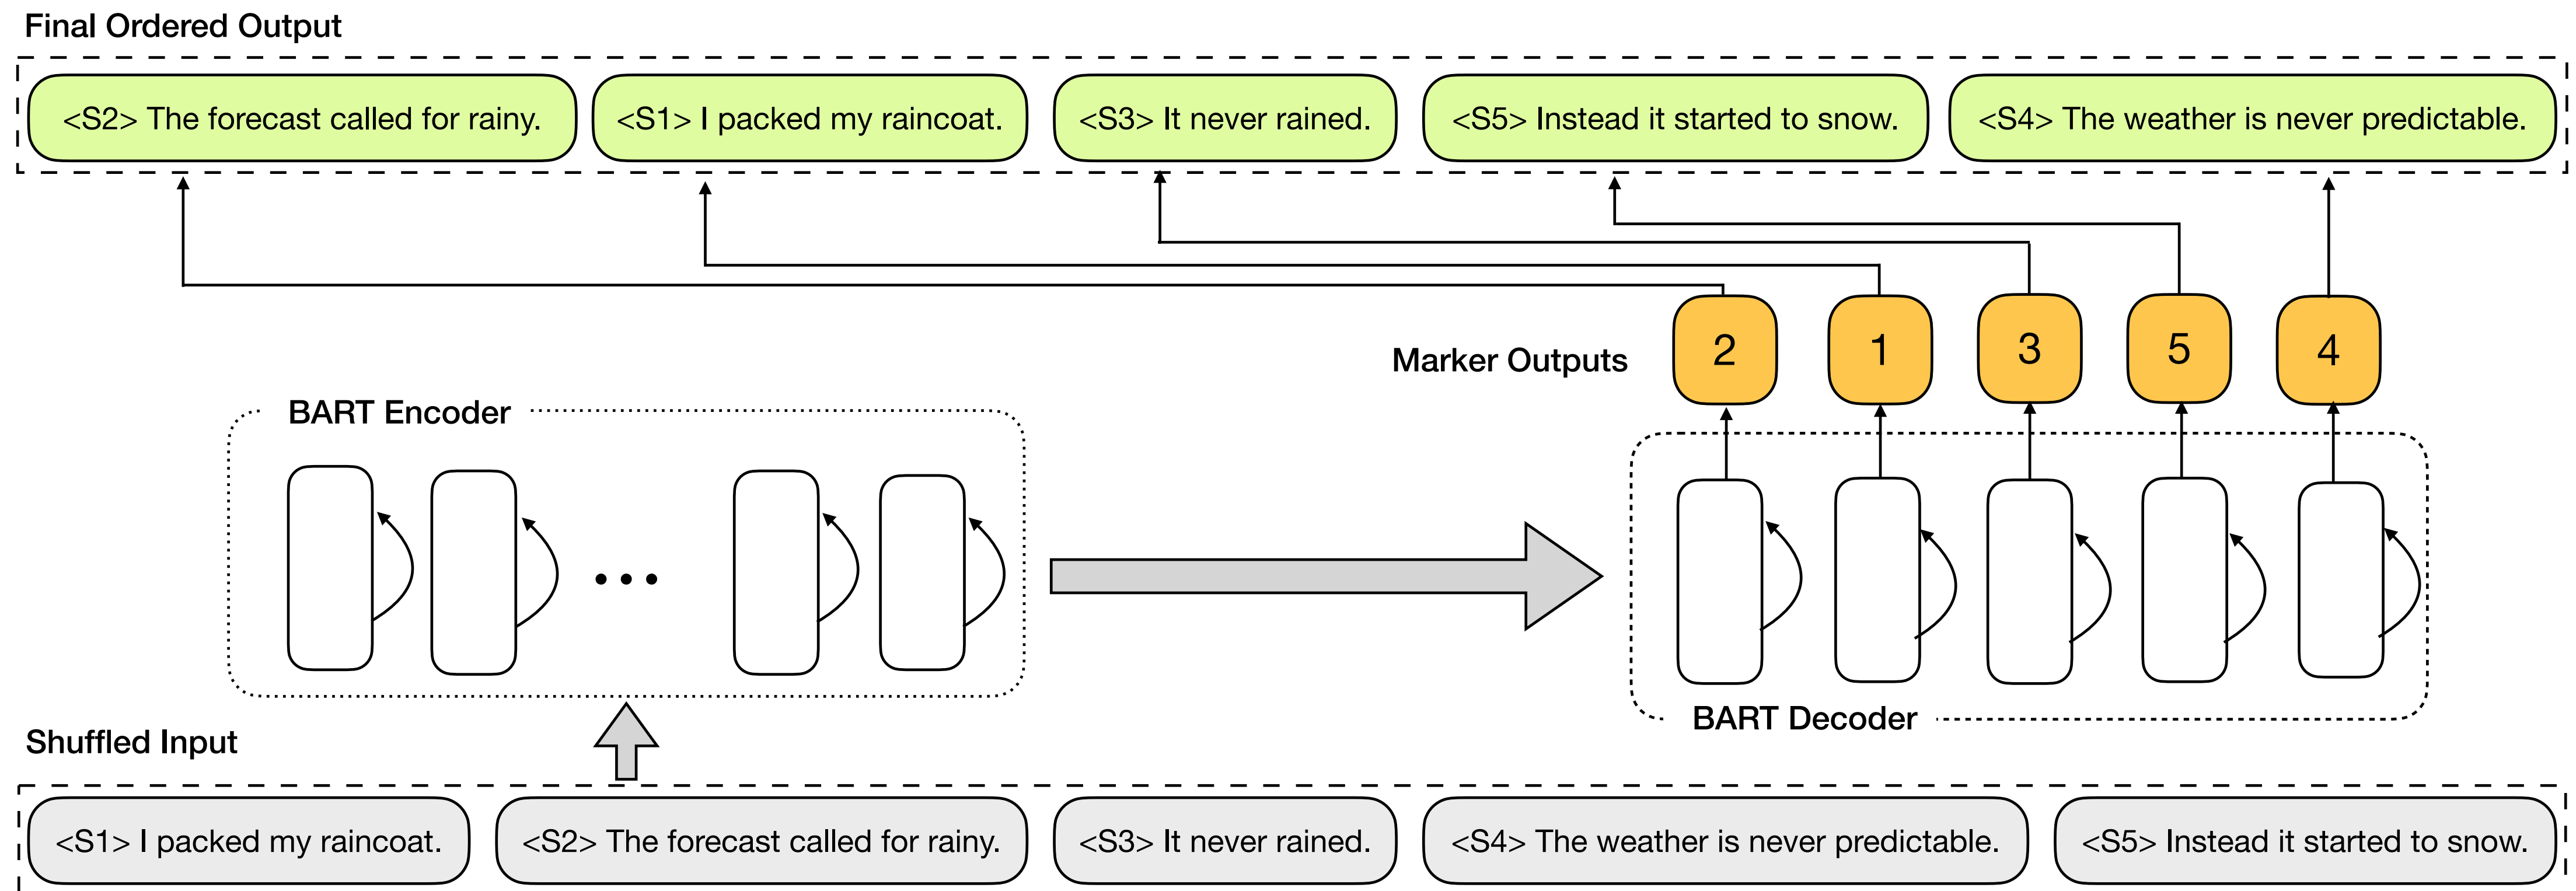 Final Ordered Output
<S2> The forecast called for rainy.
<S1> I packed my raincoat.
<S3> It never rained.
<S5> Instead it started to snow.
<S4> The weather is never predictable.
Marker Outputs
2
1
3
5
4
BART Encoder
...
BART Decoder
Shuffled Input
<S1> I packed my raincoat.
<S2> The forecast called for rainy.
<S3> It never rained.
<S4> The weather is never predictable.
<S5> Instead it started to snow.